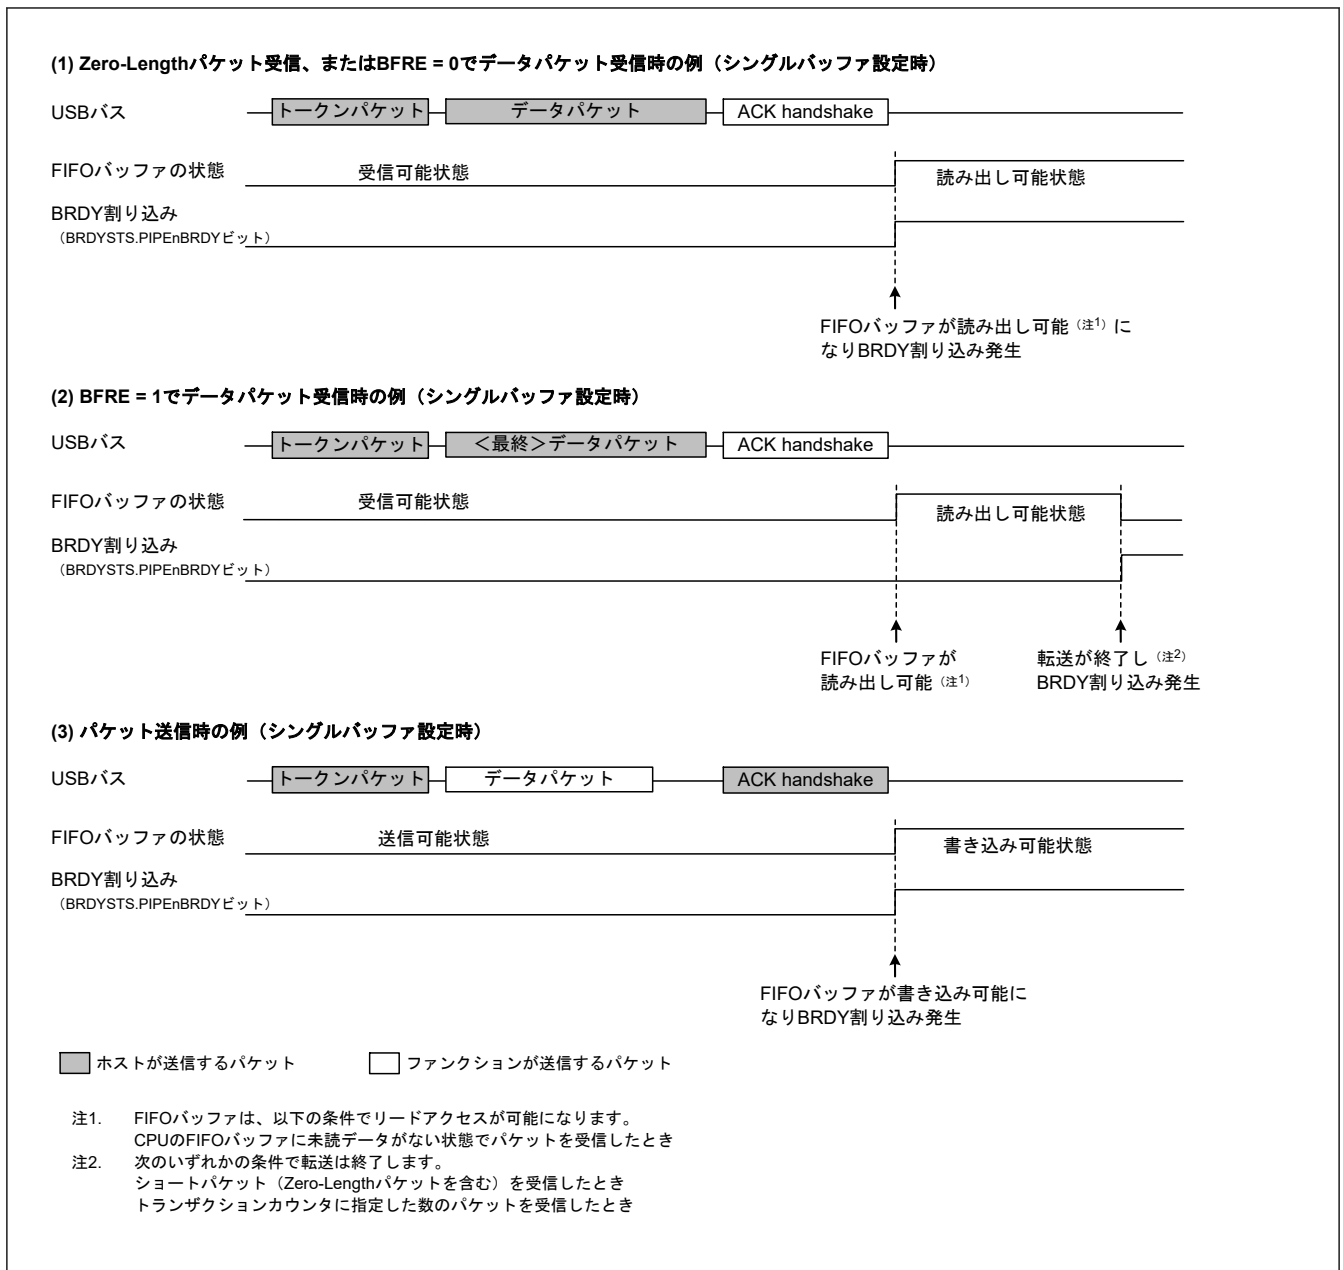 (1) Zero-Lengthパケット受信、またはBFRE = 0でデータパケット受信時の例（シングルバッファ設定時）
USBバス
トークンパケット
データパケット
ACK handshake
FIFOバッファの状態
受信可能状態
読み出し可能状態
BRDY割り込み
（BRDYSTS.PIPEnBRDYビット）
FIFOバッファが読み出し可能（注1）に
なりBRDY割り込み発生
(2) BFRE = 1でデータパケット受信時の例（シングルバッファ設定時）
USBバス
トークンパケット
＜最終＞データパケット
ACK handshake
FIFOバッファの状態
受信可能状態
読み出し可能状態
BRDY割り込み
（BRDYSTS.PIPEnBRDYビット）
FIFOバッファが
読み出し可能（注1）
転送が終了し（注2）
BRDY割り込み発生
(3) パケット送信時の例（シングルバッファ設定時）
USBバス
トークンパケット
データパケット
ACK handshake
FIFOバッファの状態
送信可能状態
書き込み可能状態
BRDY割り込み
（BRDYSTS.PIPEnBRDYビット）
FIFOバッファが書き込み可能に
なりBRDY割り込み発生
ホストが送信するパケット
ファンクションが送信するパケット
注1. FIFOバッファは、以下の条件でリードアクセスが可能になります。
CPUのFIFOバッファに未読データがない状態でパケットを受信したとき
注2. 次のいずれかの条件で転送は終了します。
ショートパケット（Zero-Lengthパケットを含む）を受信したとき
トランザクションカウンタに指定した数のパケットを受信したとき